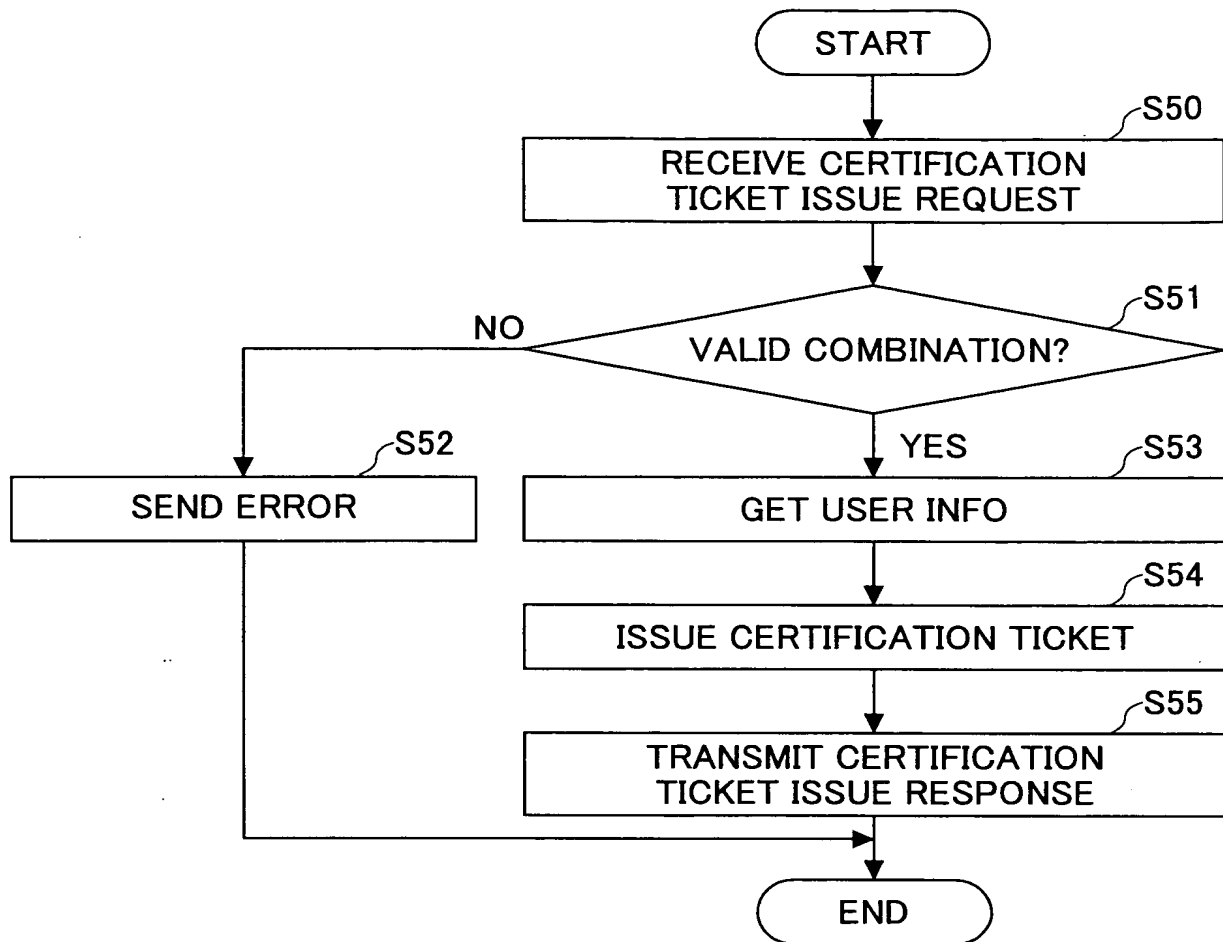 START
S50
RECEIVE CERTIFICATION
TICKET ISSUE REQUEST
S51
NO
VALID COMBINATION?
YES
S52
SEND ERROR
S53
GET USER INFO
S54
ISSUE CERTIFICATION TICKET
S55
TRANSMIT CERTIFICATION
TICKET ISSUE RESPONSE
END